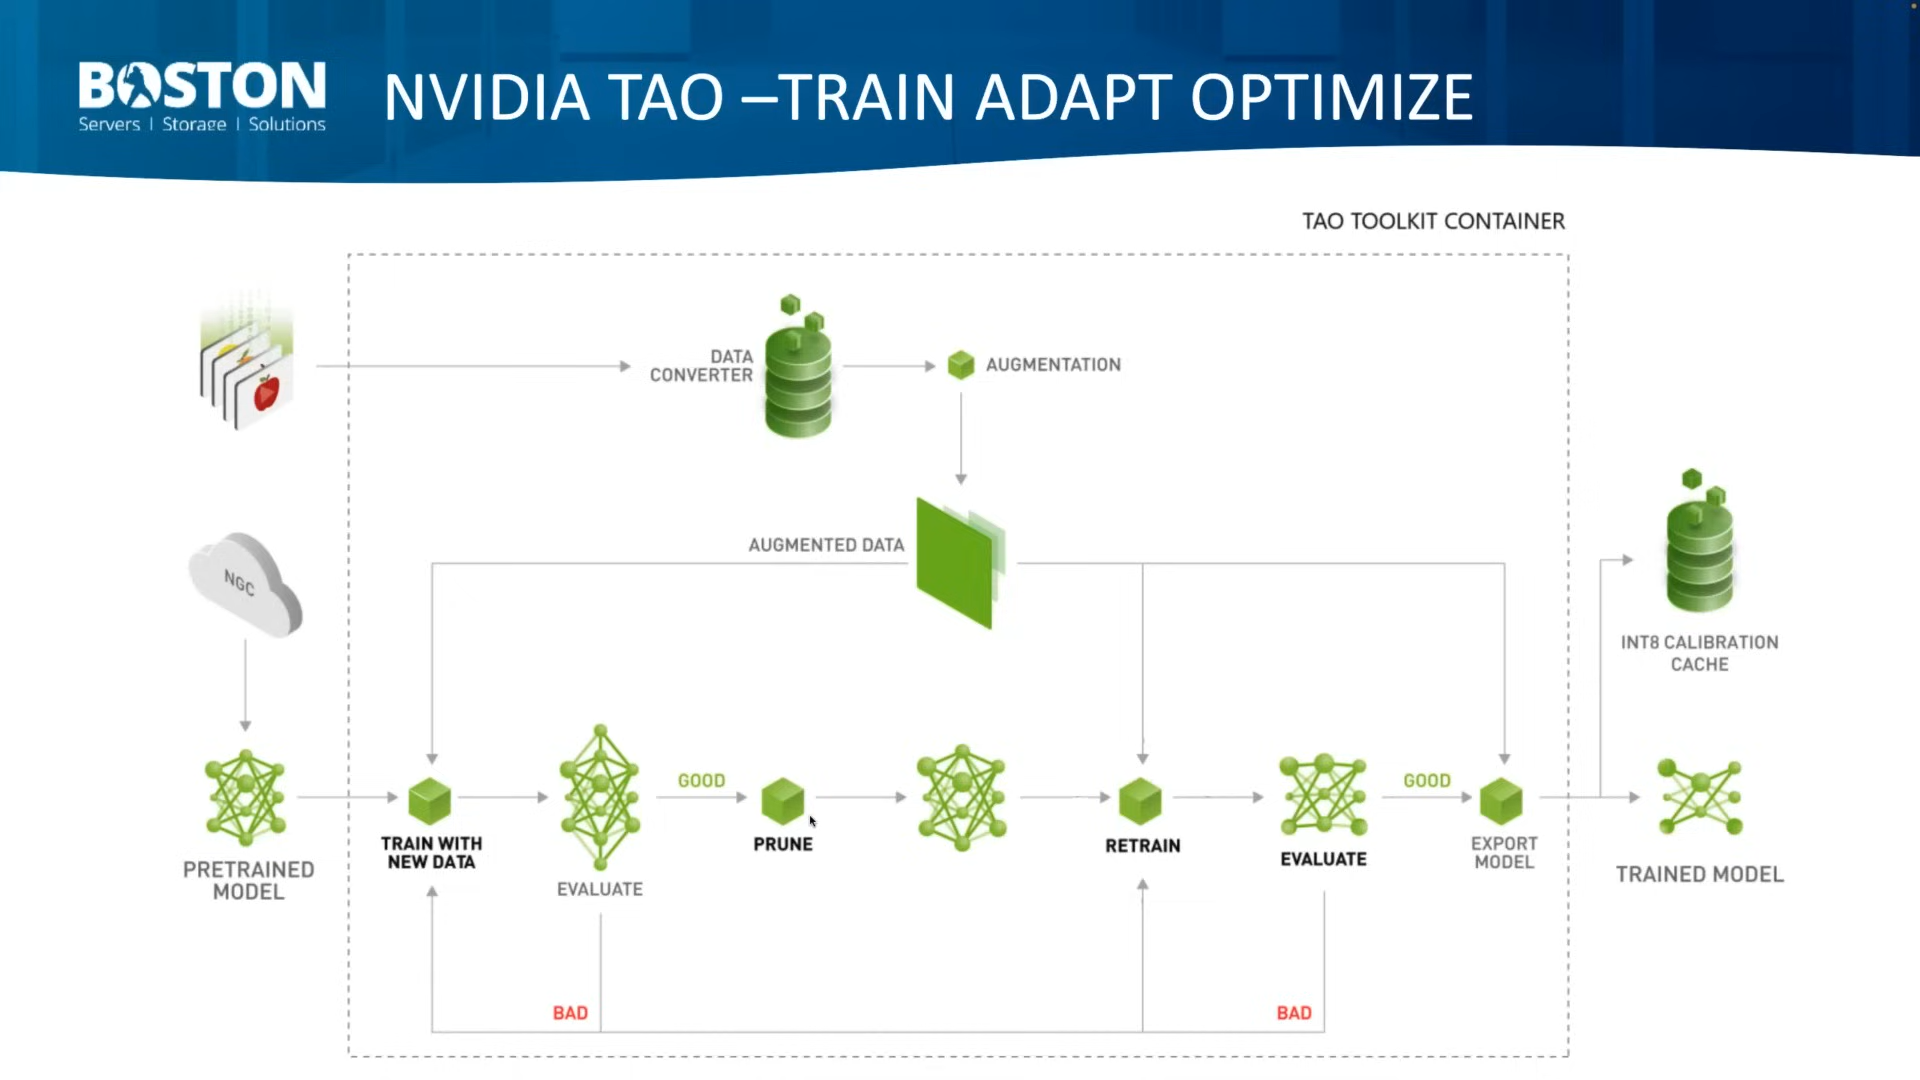 BOSTON
Servers | Storage | Solutions
NVIDIA TAO –TRAIN ADAPT OPTIMIZE
TAO TOOLKIT CONTAINER
DATA
CONVERTER
AUGMENTATION
AUGMENTED DATA
NGC
INT8 CALIBRATION
CACHE
PRETRAINED
MODEL
TRAIN WITH
NEW DATA
EVALUATE
GOOD
PRUNE
RETRAIN
EVALUATE
GOOD
EXPORT
MODEL
TRAINED MODEL
BAD
BAD